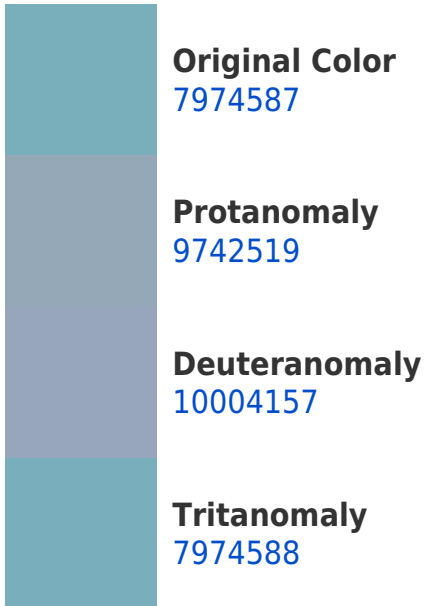 Original Color
7974587
Protanomaly
9742519
Deuteranomaly
10004157
Tritanomaly
7974588